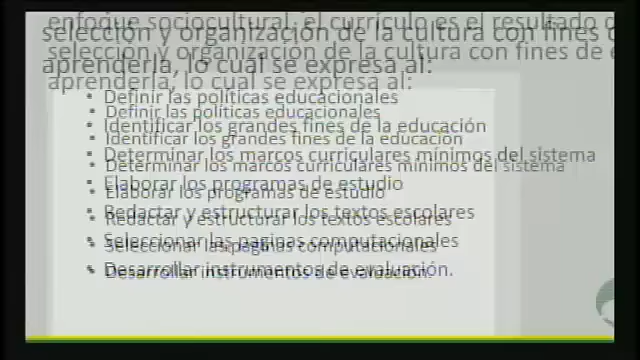 enfoque sociocultural, el currículo es el resultado
selección y organización de la cultura con fines de
aprenderla, lo cual se expresa al:
• Definir las políticas educacionales
• Identificar los grandes fines de la educación
• Determinar los marcos curriculares mínimos del sistema
• Elaborar los programas de estudio
• Redactar y estructurar los textos escolares
• Seleccionar las paginas computacionales
• Desarrollar instrumentos de evaluación.